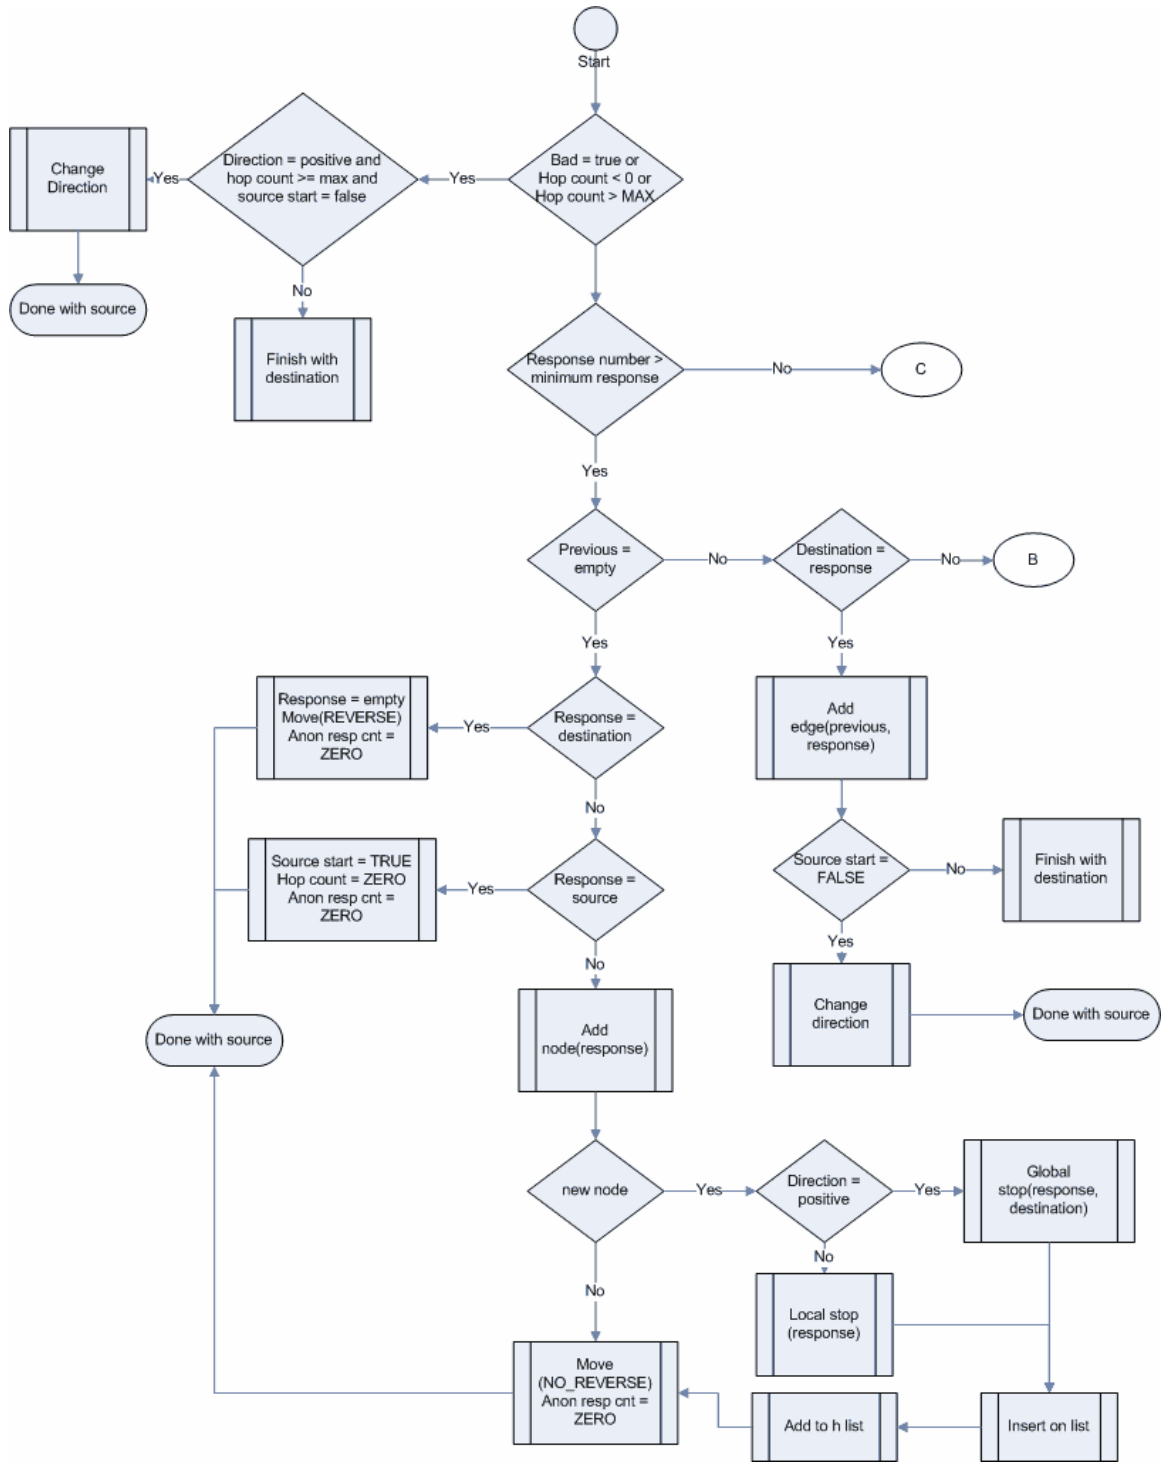 Start
Bad = true or
Hop count < 0 or
Hop count > MAX
Yes
Direction = positive and
hop count >= max and
source start = false
Yes
Change
Direction
Done with source
No
Finish with
destination
Response number >
minimum response
No
C
Yes
Previous =
empty
No
Destination =
response
No
B
Yes
Yes
Response = empty
Move(REVERSE)
Anon resp cnt =
ZERO
Yes
Response =
destination
Add
edge(previous,
response)
No
Source start = TRUE
Hop count = ZERO
Anon resp cnt =
ZERO
Yes
Response =
source
Source start =
FALSE
No
Finish with
destination
Yes
No
Change
direction
Done with source
Done with source
Add
node(response)
new node
Yes
Direction =
positive
Yes
Global
stop(response,
destination)
No
No
Local stop
(response)
Move
(NO_REVERSE)
Anon resp cnt =
ZERO
Add to h list
Insert on list